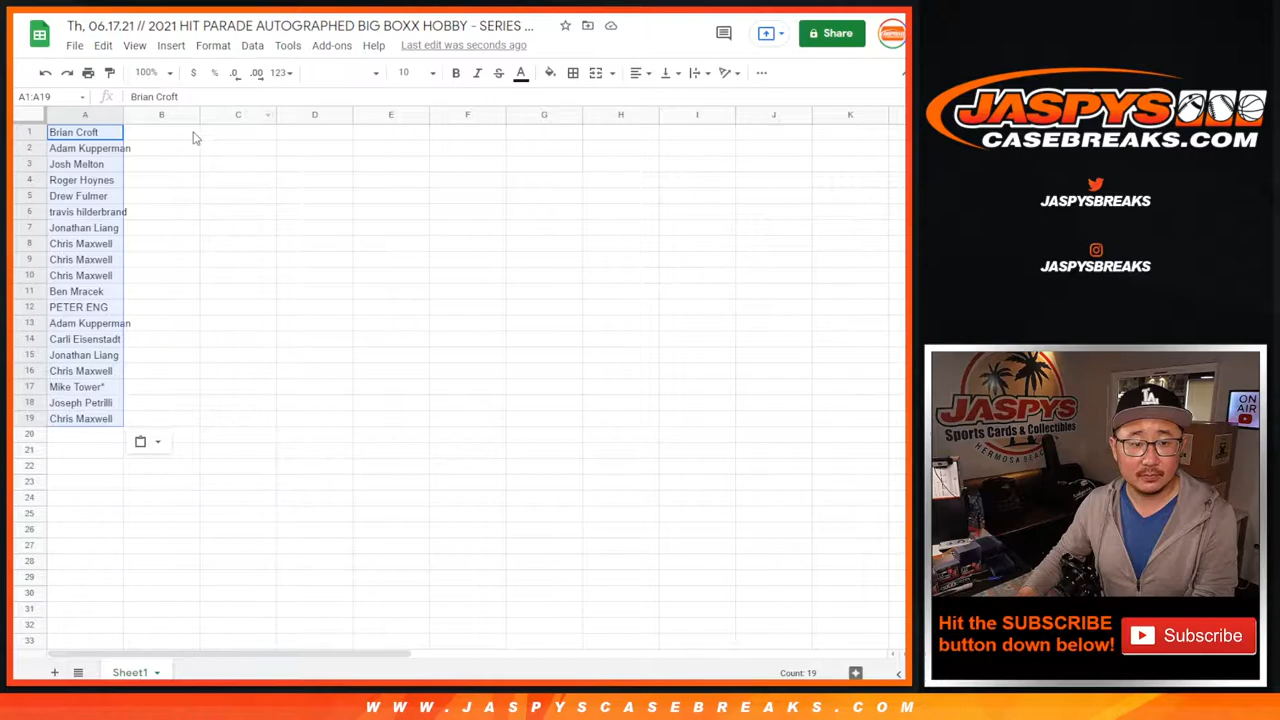 Th, 06.17.21 // 2021 HIT PARADE AUTOGRAPHED BIG BOXX HOBBY - SERIES ...
File Edit View Insert Format Data Tools Add-ons Help Last edit was seconds ago
Share
100% $ % .0 .00 123 10 B I S A
A1:A19 fx Brian Croft
A B C D E F G H I J K
1 Brian Croft
2 Adam Kupperman
3 Josh Melton
4 Roger Hoynes
5 Drew Fulmer
6 travis hilderbrand
7 Jonathan Liang
8 Chris Maxwell
9 Chris Maxwell
10 Chris Maxwell
11 Ben Mracek
12 PETER ENG
13 Adam Kupperman
14 Carli Eisenstadt
15 Jonathan Liang
16 Chris Maxwell
17 Mike Tower*
18 Joseph Petrilli
19 Chris Maxwell
20
21
22
23
24
25
26
27
28
29
30
31
32
33
Sheet1
Count: 19
JASPYS
CASEBREAKS.COM
JASPYSBREAKS
JASPYSBREAKS
JASPYS
Sports Cards & Collectibles
HERMOSA BEACH
LA
ON
AIR
Hit the SUBSCRIBE
button down below!
Subscribe
WWW.JASPYSCASEBREAKS.COM